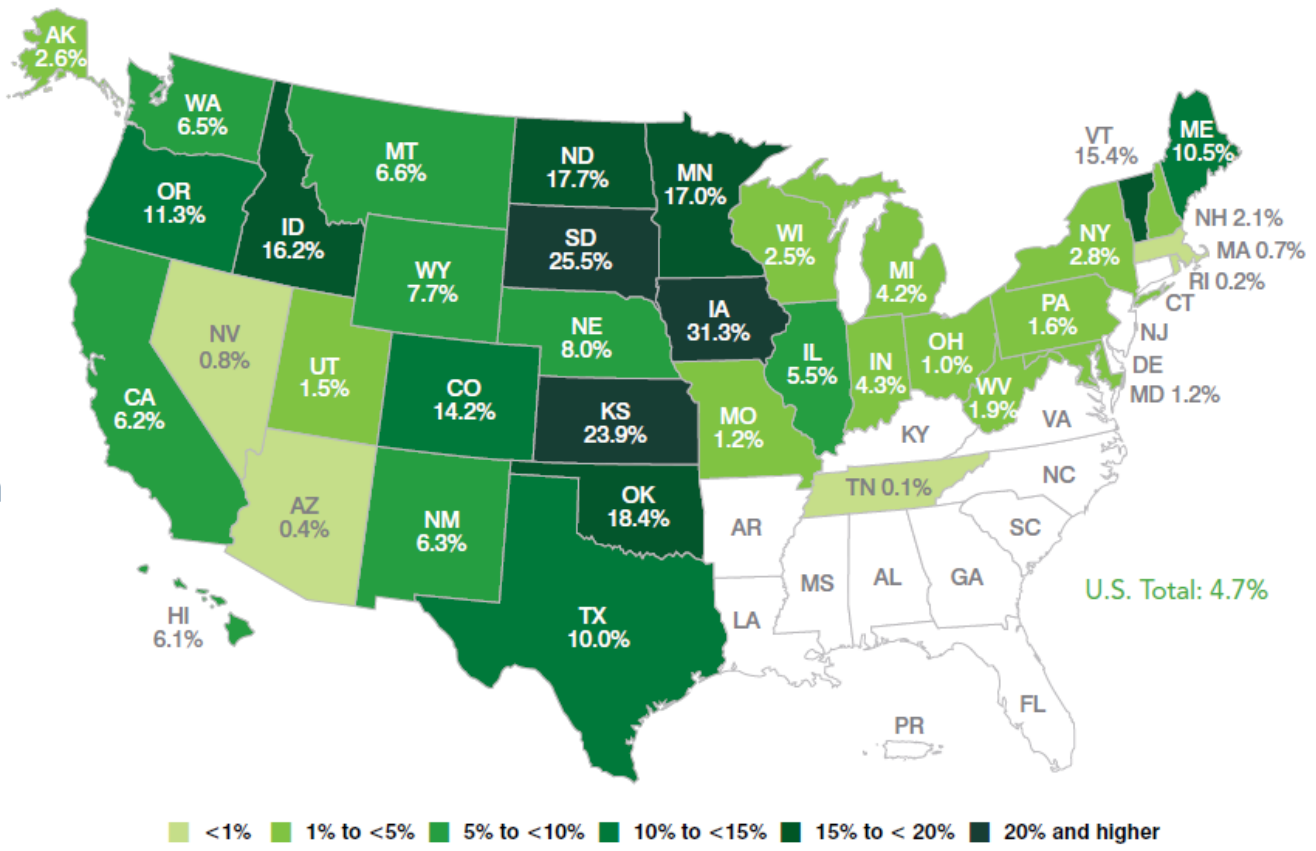 AK
2.6%
WA
6.5%
MT
6.6%
ND
17.7%
MN
17.0%
VT
15.4%
ME
10.5%
OR
11.3%
ID
16.2%
SD
25.5%
WI
2.5%
MI
4.2%
NY
2.8%
NH 2.1%
MA 0.7%
RI 0.2%
CT
WY
7.7%
NE
8.0%
IA
31.3%
IL
5.5%
IN
4.3%
OH
1.0%
PA
1.6%
NJ
DE
MD 1.2%
WV
1.9%
VA
NV
0.8%
UT
1.5%
CO
14.2%
KS
23.9%
MO
1.2%
KY
CA
6.2%
AZ
0.4%
NM
6.3%
OK
18.4%
AR
TN 0.1%
NC
SC
MS
AL
GA
U.S. Total: 4.7%
HI
6.1%
TX
10.0%
LA
FL
PR
<1%
1% to <5%
5% to <10%
10% to <15%
15% to < 20%
20% and higher